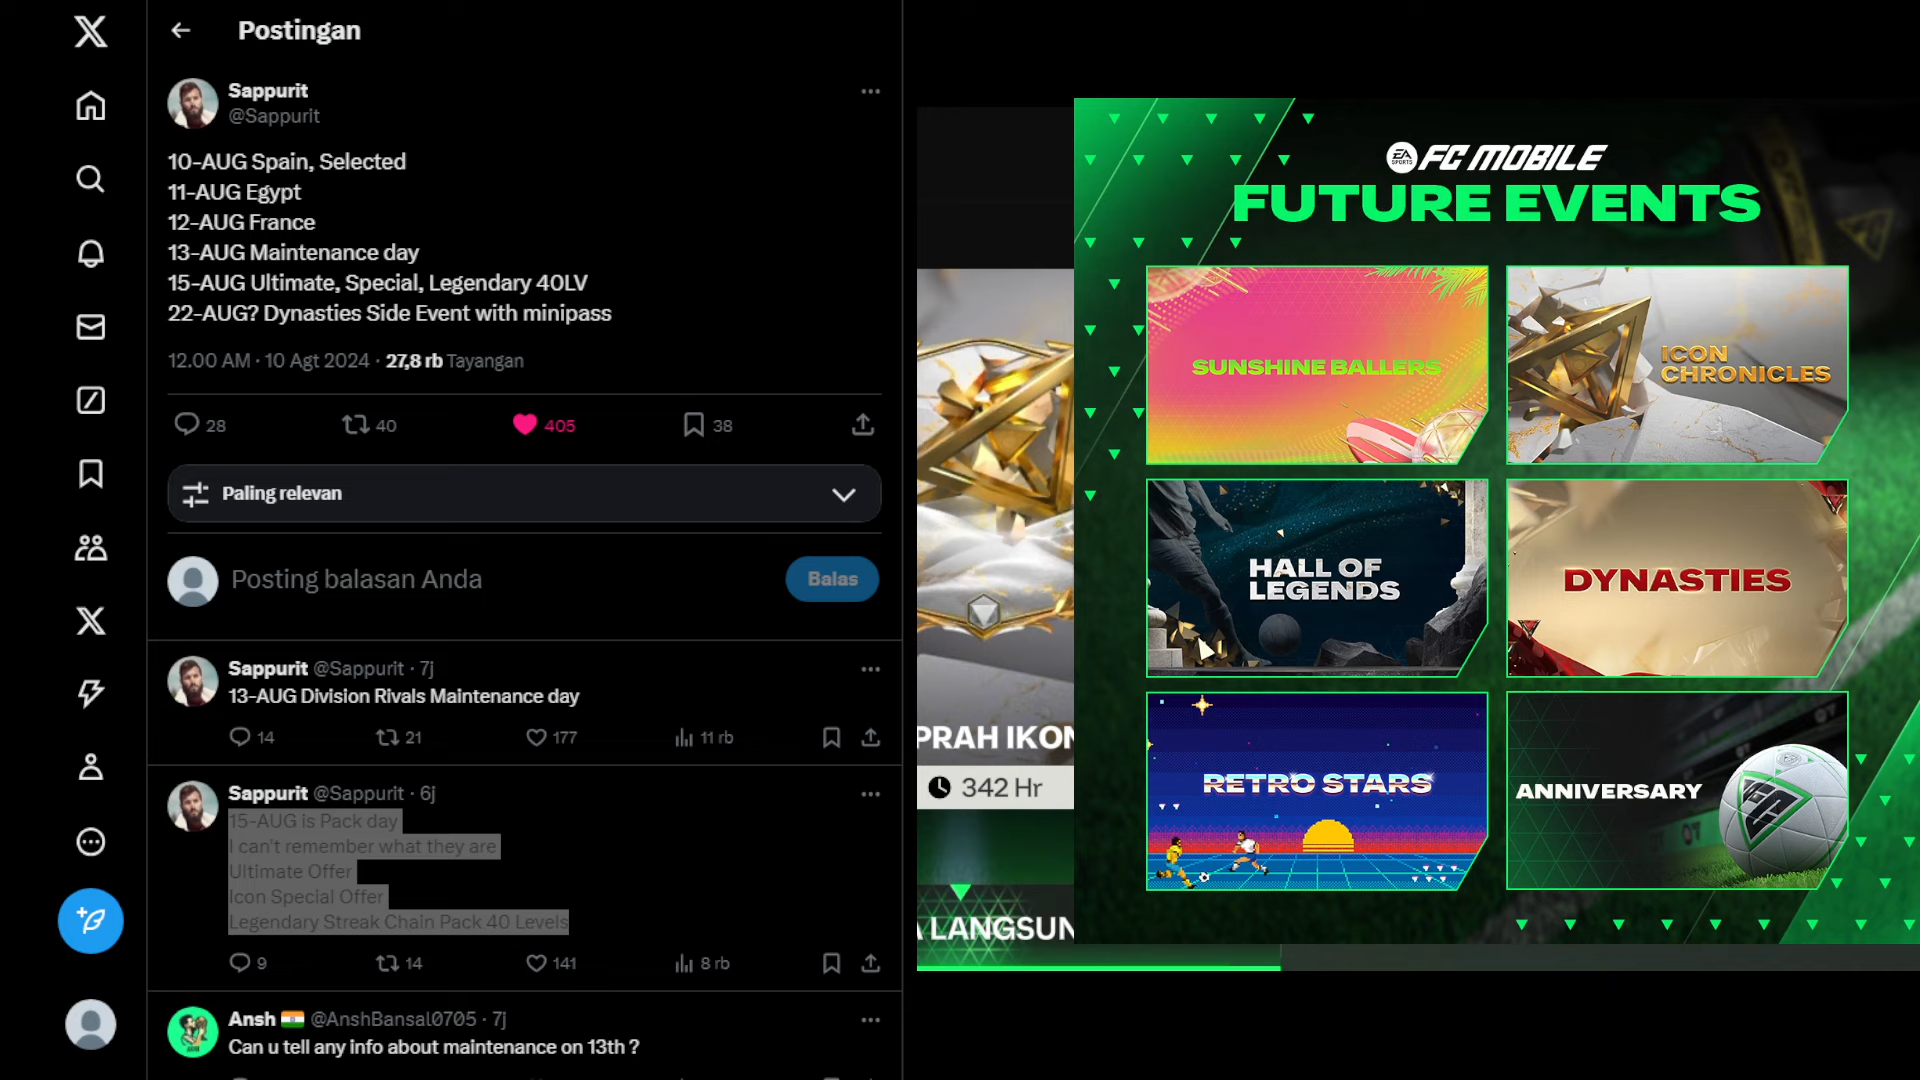 Postingan
Sappurit
@Sappurit
10-AUG Spain, Selected
11-AUG Egypt
12-AUG France
13-AUG Maintenance day
15-AUG Ultimate, Special, Legendary 40LV
22-AUG? Dynasties Side Event with minipass
12.00 AM · 10 Agt 2024 · 27,8 rb Tayangan
28 40 405 38
Paling relevan
Posting balasan Anda
Balas
Sappurit @Sappurit · 7j
13-AUG Division Rivals Maintenance day
14 21 177 11 rb
Sappurit @Sappurit · 6j
15-AUG is Pack day
I can't remember what they are
Ultimate Offer
Icon Special Offer
Legendary Streak Chain Pack 40 Levels
9 14 141 8 rb
Ansh @AnshBansal0705 · 7j
Can u tell any info about maintenance on 13th ?
PRAH IKON
342 Hr
A LANGSUN
EA SPORTS FC MOBILE
FUTURE EVENTS
SUNSHINE BALLERS
ICON
CHRONICLES
HALL OF
LEGENDS
DYNASTIES
RETRO STARS
ANNIVERSARY